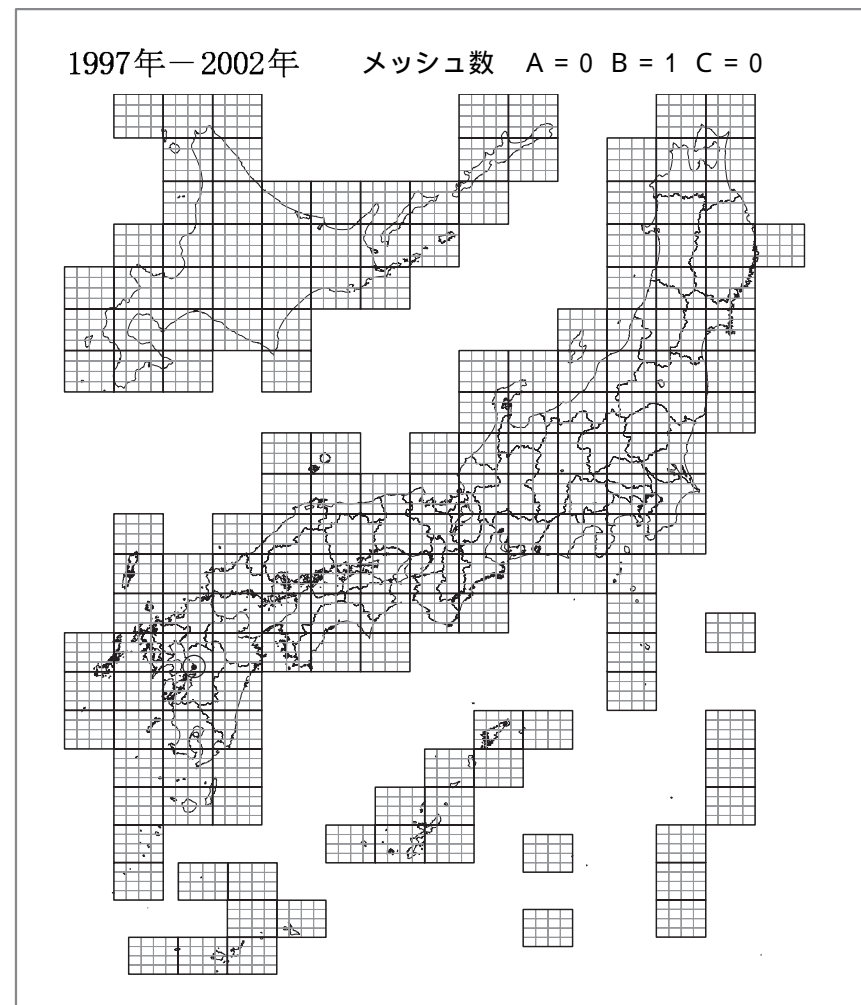 1997年－2002年 メッシュ数 A = 0 B = 1 C = 0